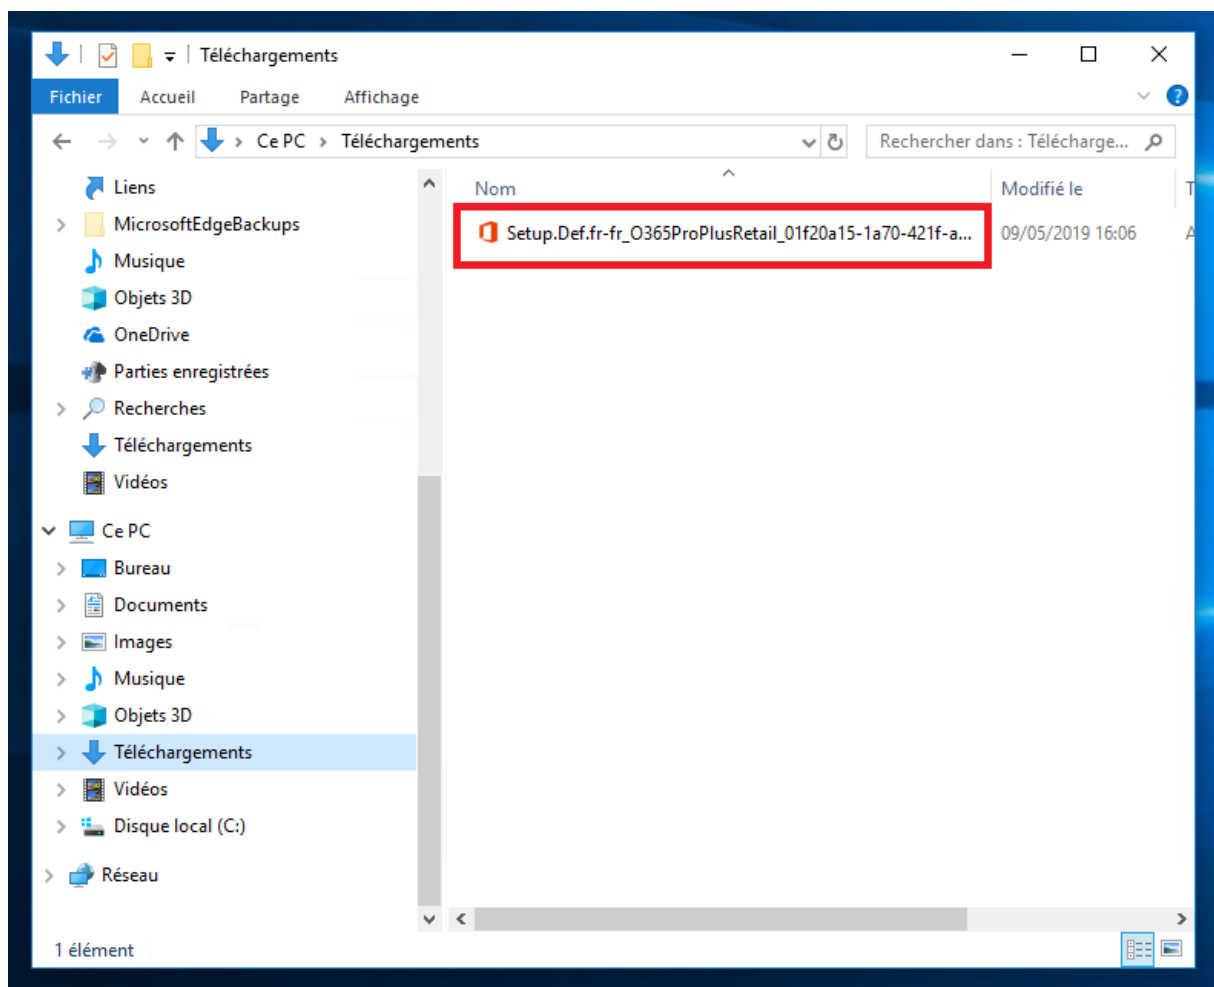 Téléchargements
Fichier Accueil Partage Affichage
Ce PC Téléchargements Rechercher dans : Télécharge...
Nom Modifié le T
Setup.Def.fr-fr_O365ProPlusRetail_01f20a15-1a70-421f-a... 09/05/2019 16:06 A
Liens
MicrosoftEdgeBackups
Musique
Objets 3D
OneDrive
Parties enregistrées
Recherches
Téléchargements
Vidéos
Ce PC
Bureau
Documents
Images
Musique
Objets 3D
Téléchargements
Vidéos
Disque local (C:)
Réseau
1 élément